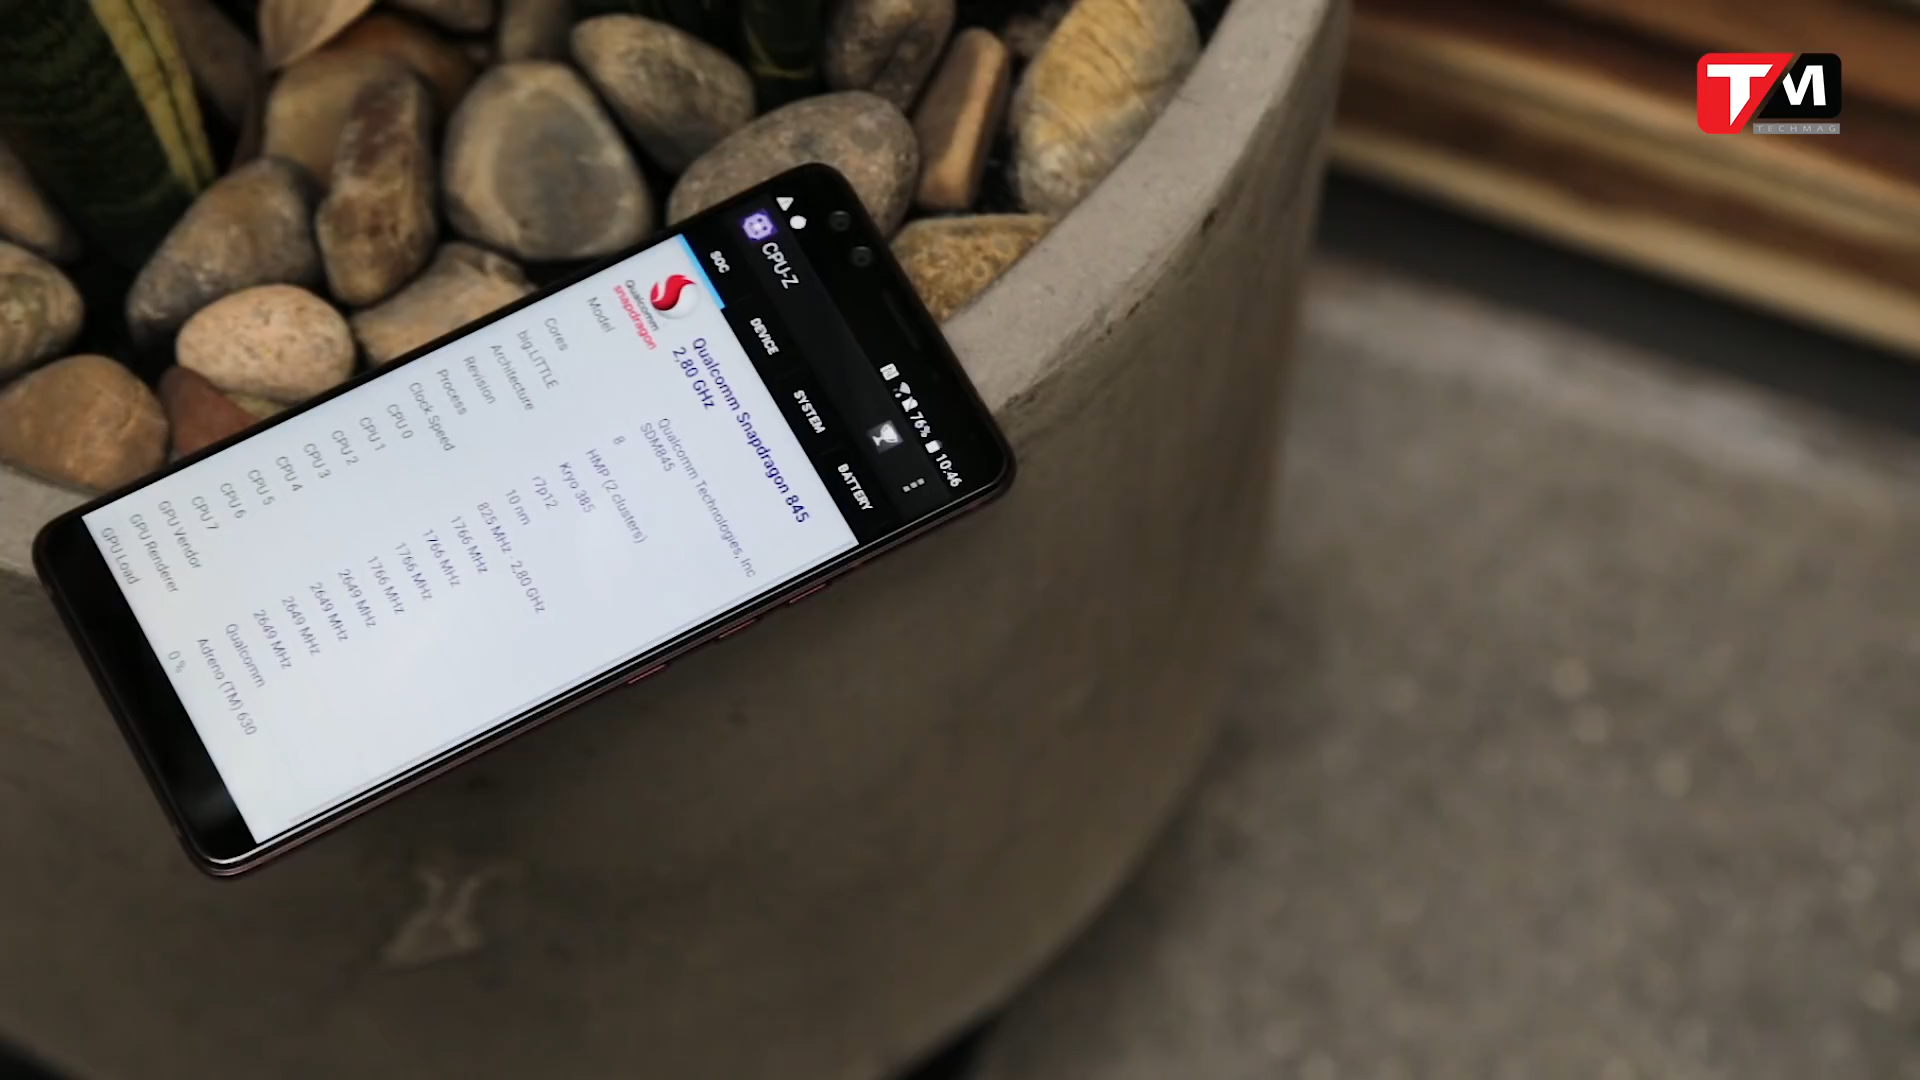 TM
TECHMAG
76% 10:46
CPU-Z
SOC DEVICE SYSTEM BATTERY
Qualcomm snapdragon
Qualcomm Snapdragon 845
2,80 GHz
Qualcomm Technologies, Inc
Model SDM845
Cores 8
big.LITTLE HMP (2 clusters)
Architecture Kryo 385
Revision r7p12
Process 10 nm
Clock Speed 825 MHz - 2,80 GHz
CPU 0 1766 MHz
CPU 1 1766 MHz
CPU 2 1766 MHz
CPU 3 1766 MHz
CPU 4 2649 MHz
CPU 5 2649 MHz
CPU 6 2649 MHz
CPU 7 2649 MHz
GPU Vendor Qualcomm
GPU Renderer Adreno (TM) 630
GPU Load 0 %